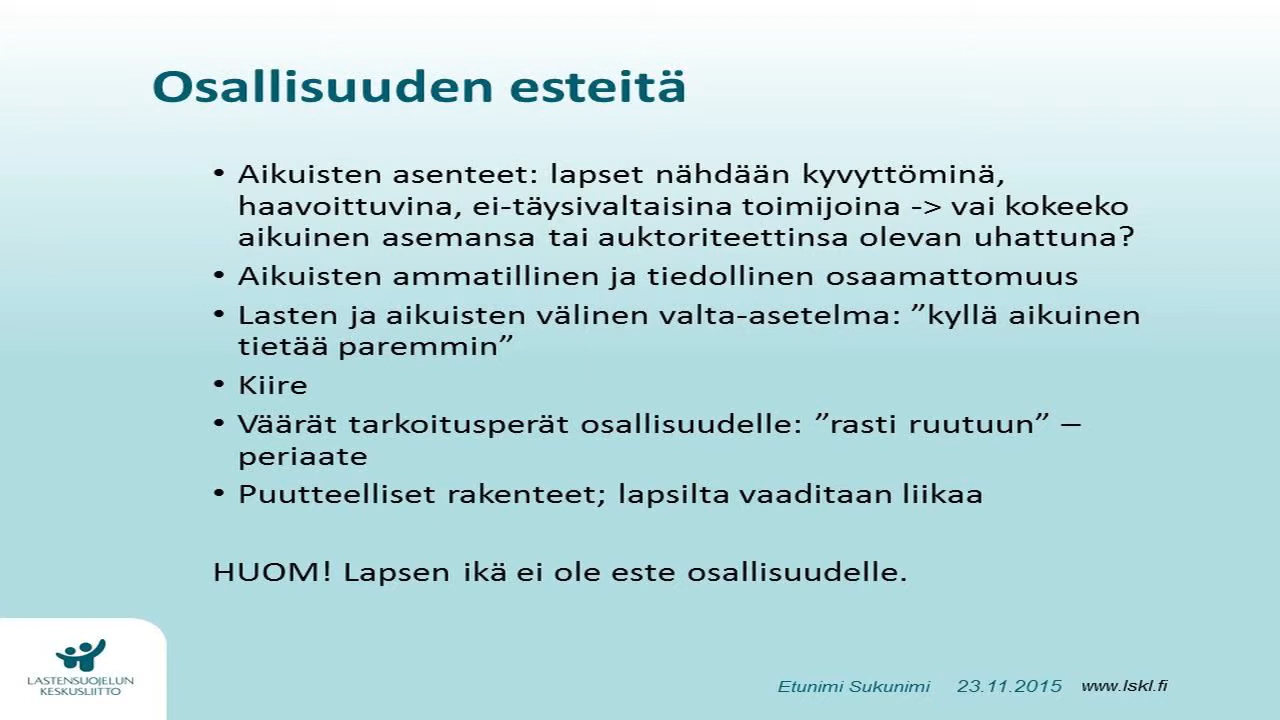 Osallisuuden esteitä
• Aikuisten asenteet: lapset nähdään kyvyttöminä,
haavoittuvina, ei-täysivaltaisina toimijoina -> vai kokeeko
aikuinen asemansa tai auktoriteettinsa olevan uhattuna?
• Aikuisten ammatillinen ja tiedollinen osaamattomuus
• Lasten ja aikuisten välinen valta-asetelma: ”kyllä aikuinen
tietää paremmin”
• Kiire
• Väärät tarkoitusperät osallisuudelle: ”rasti ruutuun” –
periaate
• Puutteelliset rakenteet; lapsilta vaaditaan liikaa
HUOM! Lapsen ikä ei ole este osallisuudelle.
LASTENSUOJELUN
KESKUSLIITTO
Etunimi Sukunimi 23.11.2015 www.lskl.fi